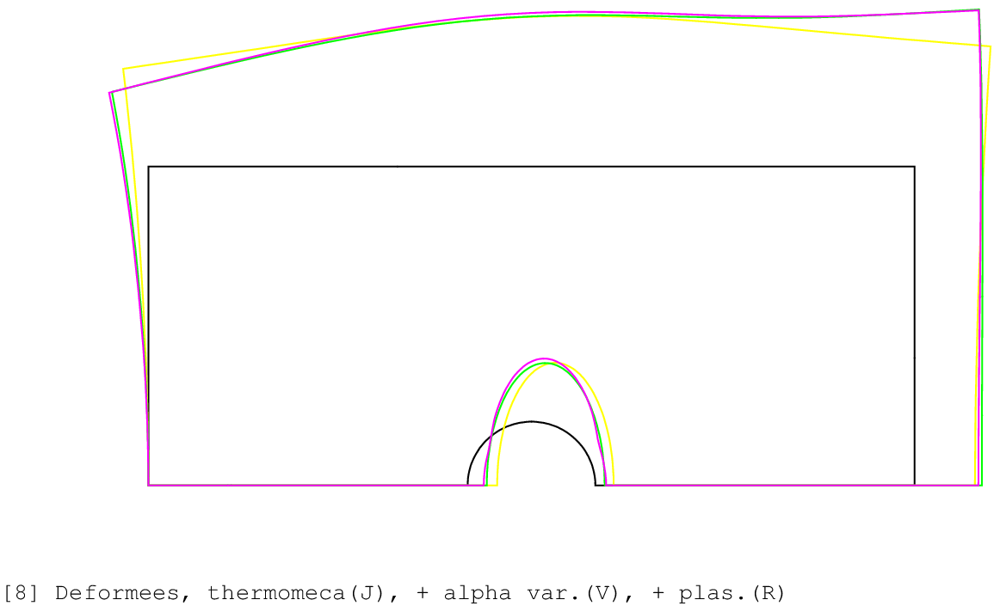 [8] Deformees, thermomeca(J), + alpha var.(V), + plas.(R)